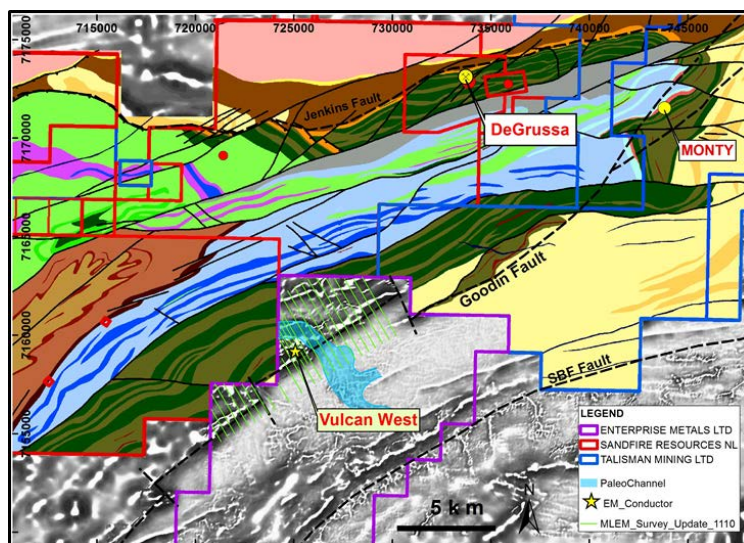 715000 720000 725000 730000 735000 740000 745000
7175000
Jenkins Fault
DeGrussa
7170000
MONTY
7165000
Goodin Fault
7160000
SBF Fault
Vulcan West
LEGEND
ENTERPRISE METALS LTD
SANDFIRE RESOURCES NL
TALISMAN MINING LTD
PaleoChannel
EM_Conductor
MLEM_Survey_Update_1110
5 km